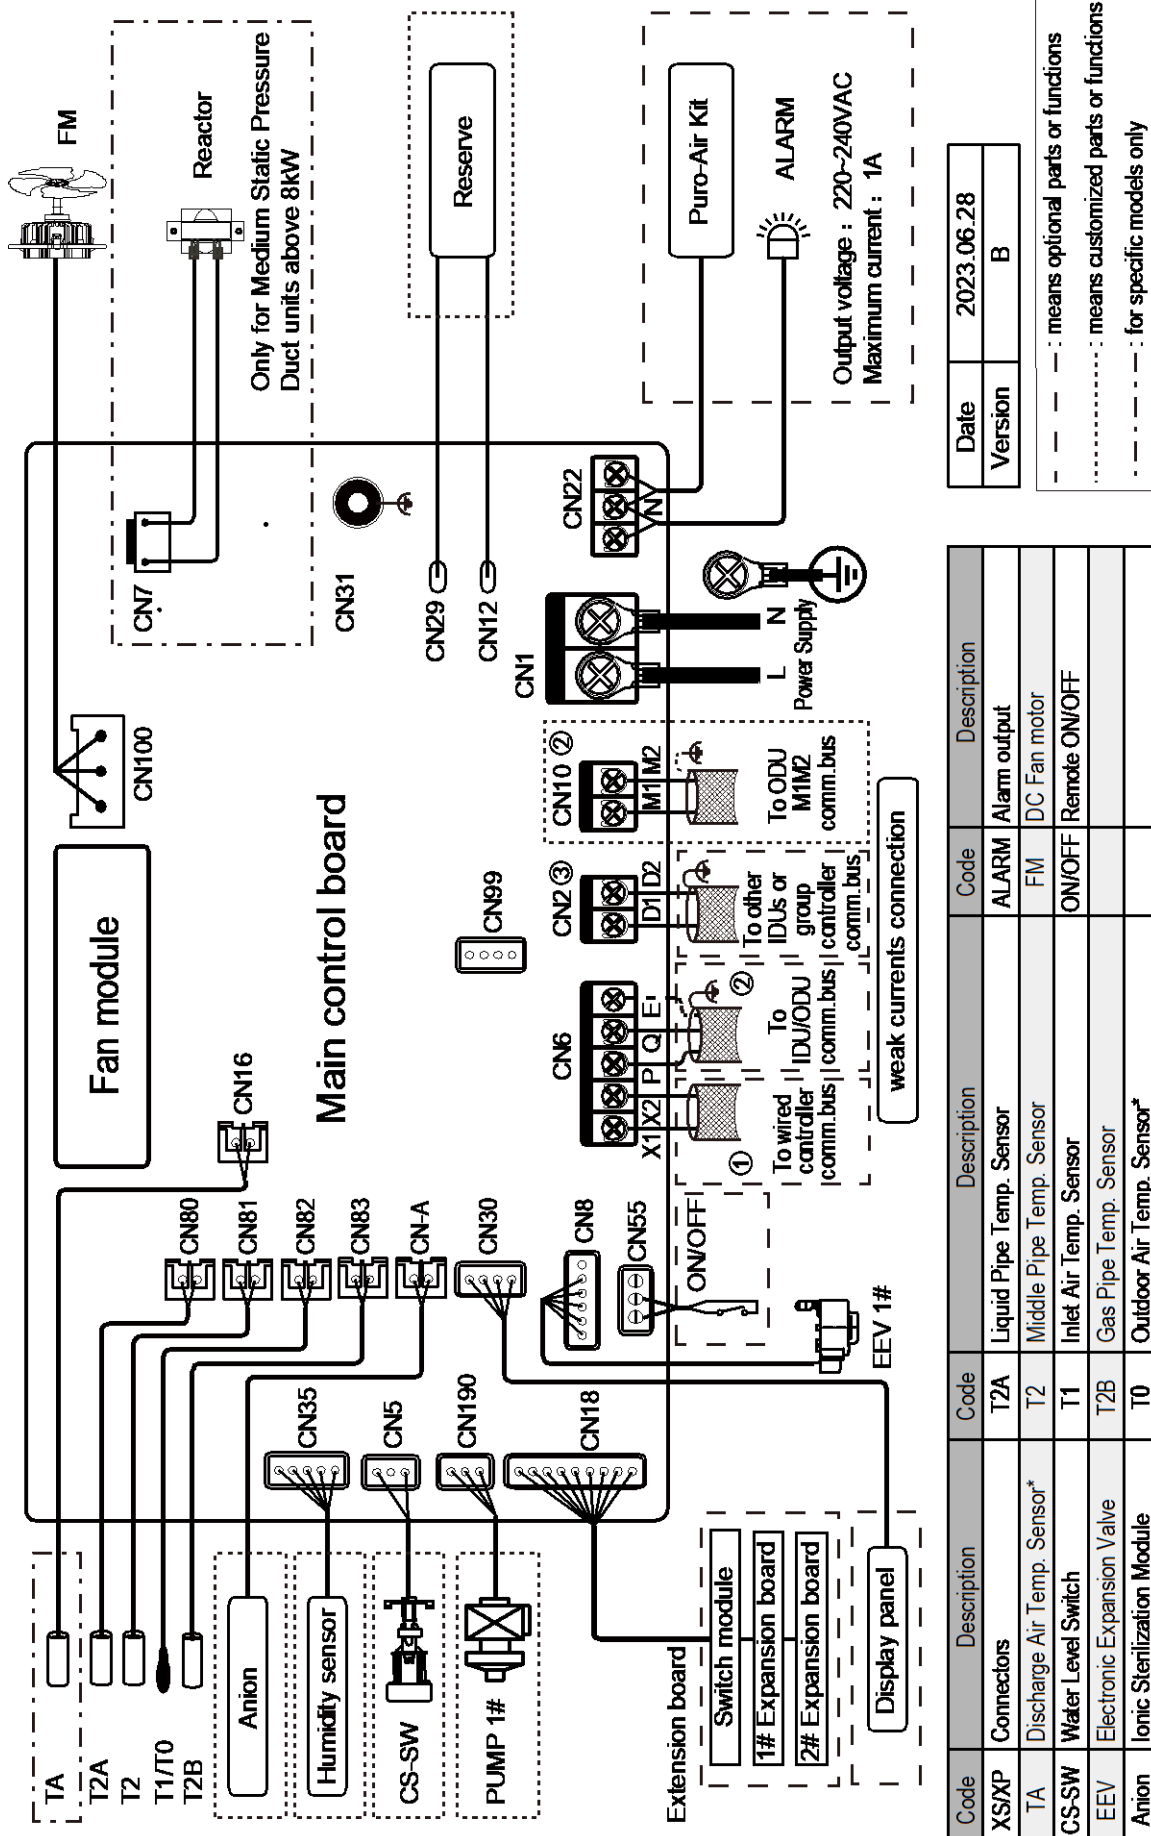 TA
T2A
T2
T1/T0
T2B
Anion
Humidity sensor
CS-SW
PUMP 1#
Extension board
Switch module
1# Expansion board
2# Expansion board
Display panel
CN16
CN80
CN81
CN82
CN83
CN-A
CN30
CN35
CN5
CN190
CN18
CN8
CN55
ON/OFF
EEV 1#
Fan module
Main control board
CN99
CN100
FM
CN7
Reactor
Only for Medium Static Pressure
Duct units above 8kW
CN31
CN29
CN12
Reserve
CN6
X1 X2 P Q E
①
To wired
controller
comm.bus
②
To
IDU/ODU
comm.bus
CN2 ③
D1 D2
To other
IDUs or
group
controller
comm.bus
CN10 ②
M1 M2
To ODU
M1M2
comm.bus
weak currents connection
CN1
L N
Power Supply
CN22
N
Puro-Air Kit
ALARM
Output voltage : 220~240VAC
Maximum current : 1A
Date 2023.06.28
Version B
: means optional parts or functions
: means customized parts or functions
: for specific models only
Code Description Code Description Code Description
XS/XP Connectors T2A Liquid Pipe Temp. Sensor ALARM Alarm output
TA Discharge Air Temp. Sensor* T2 Middle Pipe Temp. Sensor FM DC Fan motor
CS-SW Water Level Switch T1 Inlet Air Temp. Sensor ON/OFF Remote ON/OFF
EEV Electronic Expansion Valve T2B Gas Pipe Temp. Sensor
Anion Ionic Sterilization Module T0 Outdoor Air Temp. Sensor*